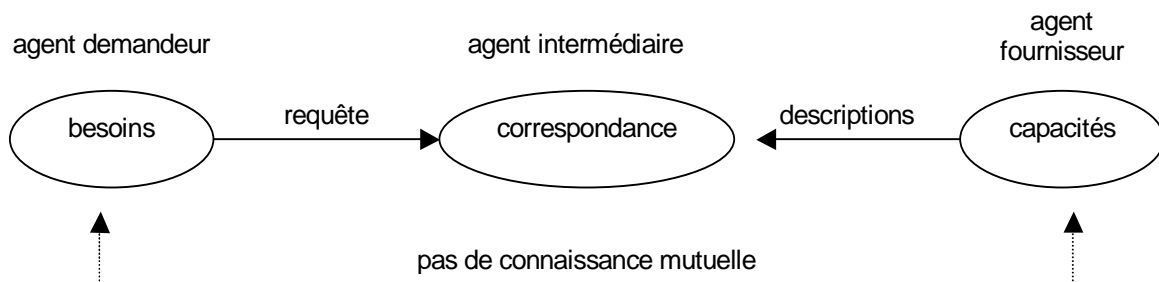 agent demandeur
agent intermédiaire
agent
fournisseur
besoins
requête
correspondance
descriptions
capacités
pas de connaissance mutuelle